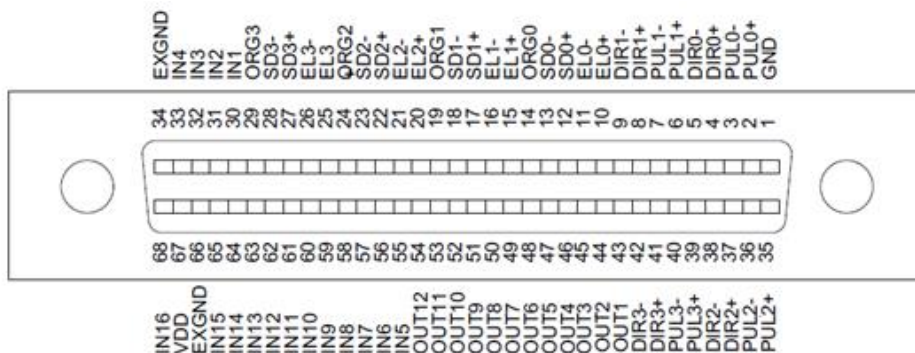 EXGND IN4 IN3 IN2 IN1 ORG3 SD3- SD3+ EL3- EL3 ORG2 SD2- SD2+ EL2- EL2+ ORG1 SD1- SD1+ EL1- EL1+ ORG0 SD0- SD0+ EL0- EL0+ DIR1- DIR1+ PUL1- PUL1+ DIR0- DIR0+ PUL0- PUL0+ GND
34 33 32 31 30 29 28 27 26 25 24 23 22 21 20 19 18 17 16 15 14 13 12 11 10 9 8 7 6 5 4 3 2 1
68 67 66 65 64 63 62 61 60 59 58 57 56 55 54 53 52 51 50 49 48 47 46 45 44 43 42 41 40 39 38 37 36 35
IN16 VDD EXGND IN15 IN14 IN13 IN12 IN11 IN10 IN9 IN8 IN7 IN6 IN5 OUT12 OUT11 OUT10 OUT9 OUT8 OUT7 OUT6 OUT5 OUT4 OUT3 OUT2 OUT1 DIR3- DIR3+ PUL3- PUL3+ DIR2- DIR2+ PUL2- PUL2+